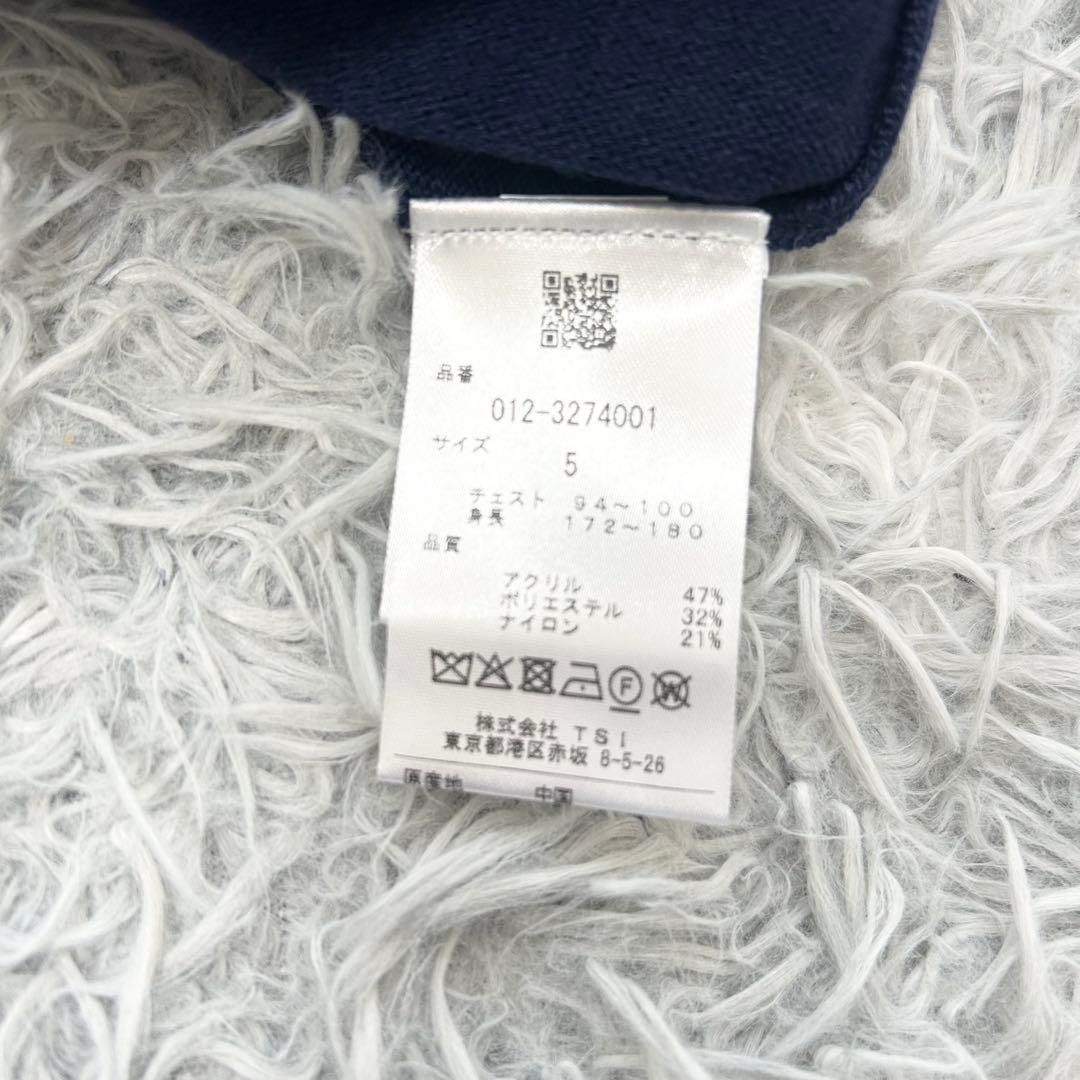 品番
012-3274001
サイズ
5
チェスト 94～100
身長 172～180
品質
アクリル 47%
ポリエステル 32%
ナイロン 21%
F
W
株式会社 TSI
東京都港区赤坂 8-5-26
原産地 中国